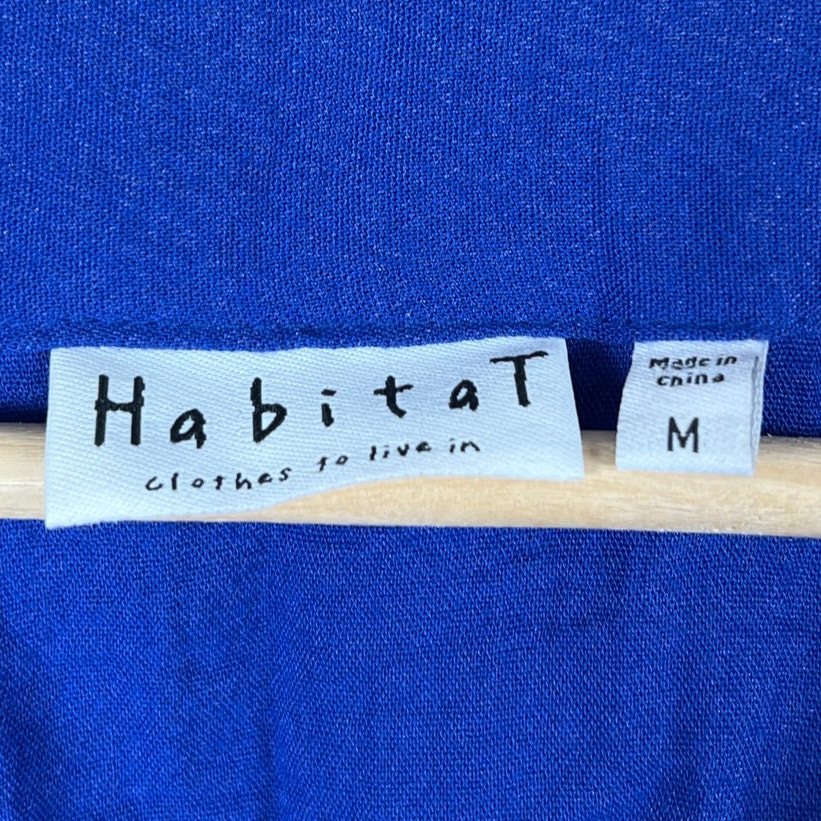 HabitaT
clothes to live in
Made in
china
M